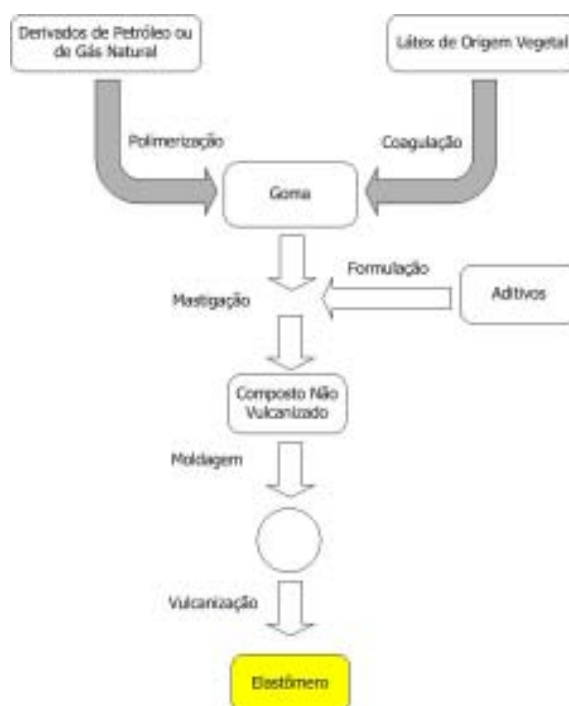 Derivados de Petróleo ou
de Gás Natural
Látex de Origem Vegetal
Polimerização
Coagulação
Goma
Formulação
Mastigação
Aditivos
Composto Não
Vulcanizado
Moldagem
Vulcanização
Elastômero